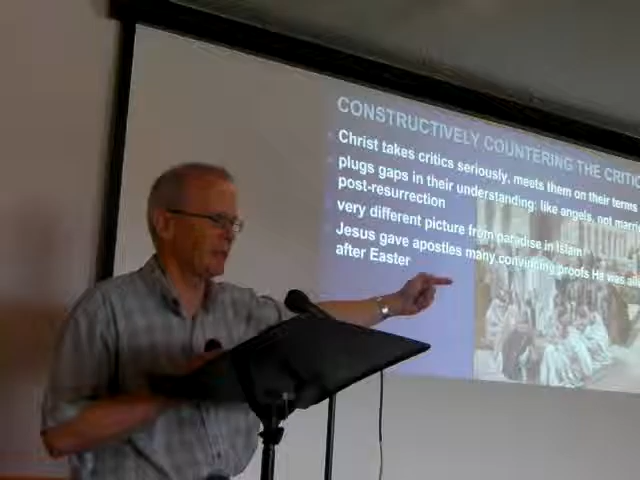 CONSTRUCTIVELY COUNTERING THE CRITIC
Christ takes critics seriously, meets them on their terms
plugs gaps in their understanding: like angels, not marri
post-resurrection
very different picture from paradise in Islam
Jesus gave apostles many convincing proofs He was ali
after Easter